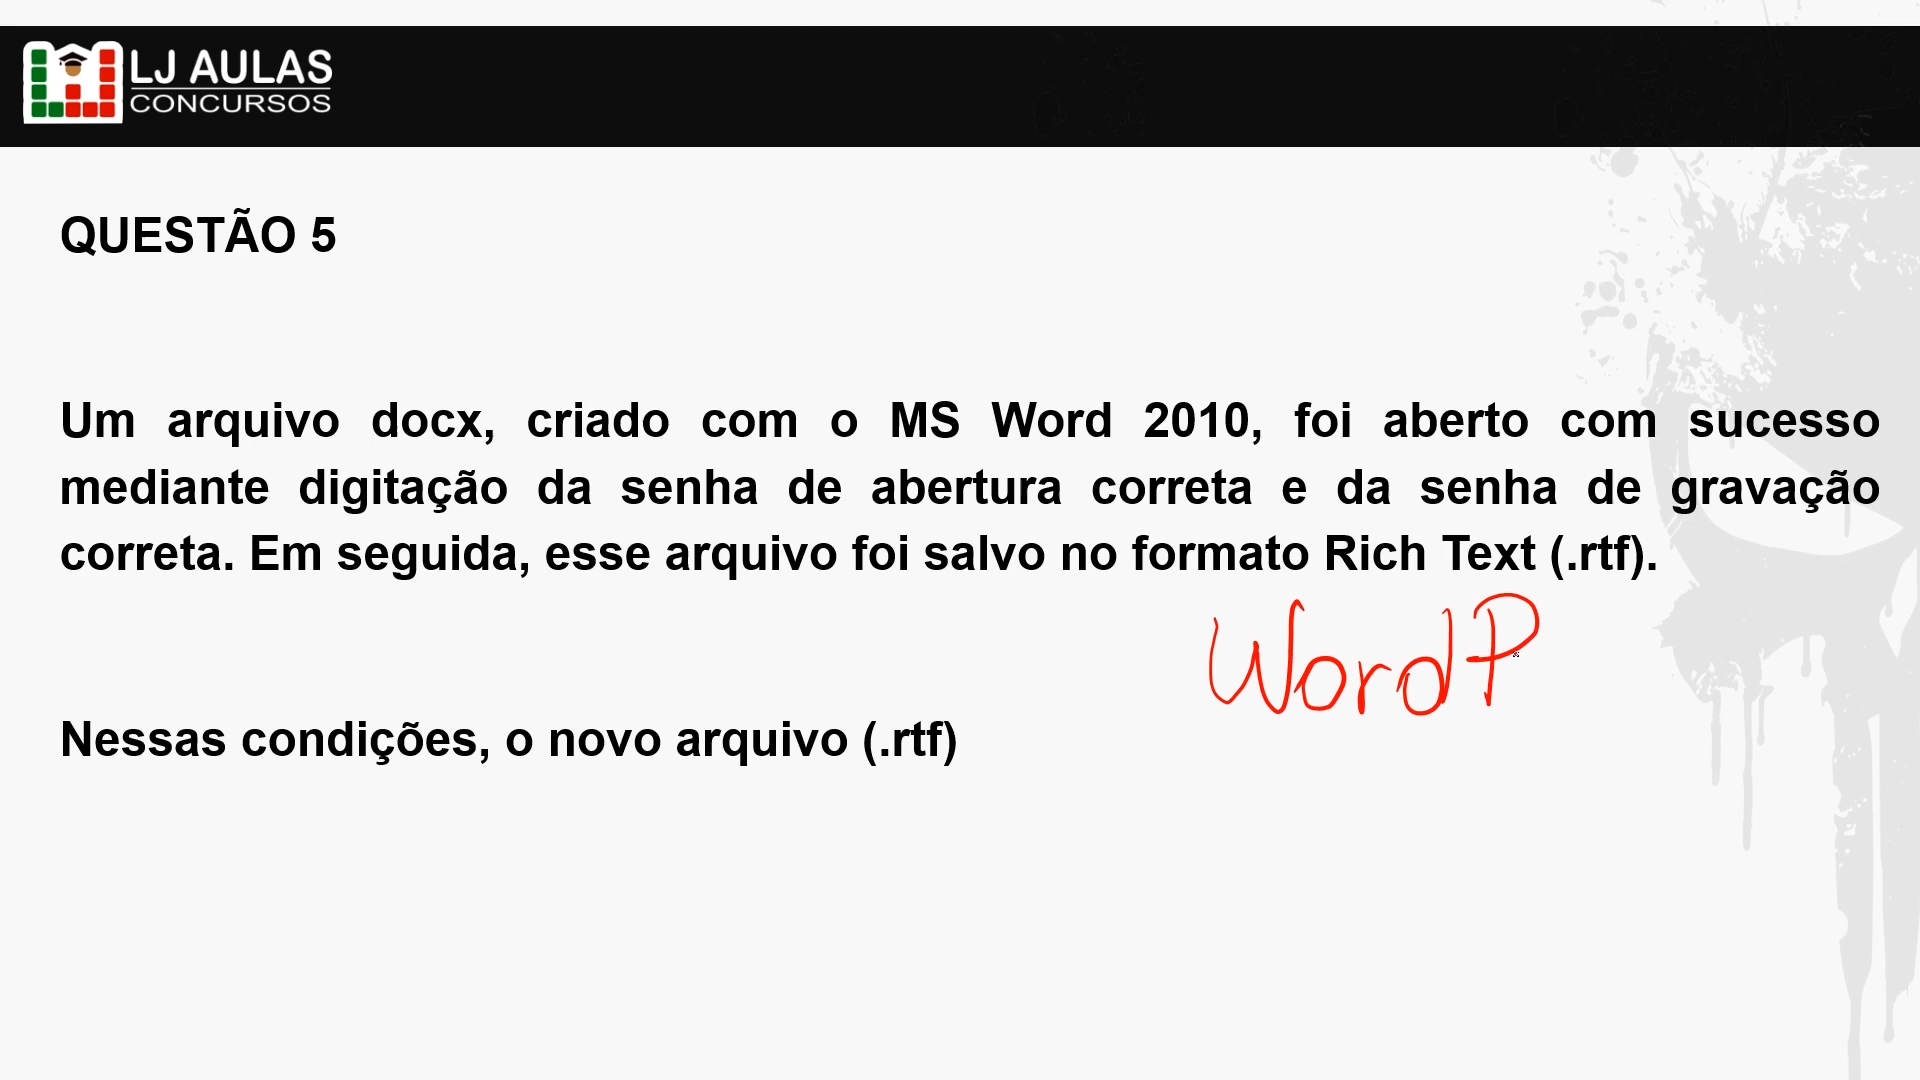 LJ AULAS
CONCURSOS
QUESTÃO 5
Um arquivo docx, criado com o MS Word 2010, foi aberto com sucesso
mediante digitação da senha de abertura correta e da senha de gravação
correta. Em seguida, esse arquivo foi salvo no formato Rich Text (.rtf).
WordP
Nessas condições, o novo arquivo (.rtf)